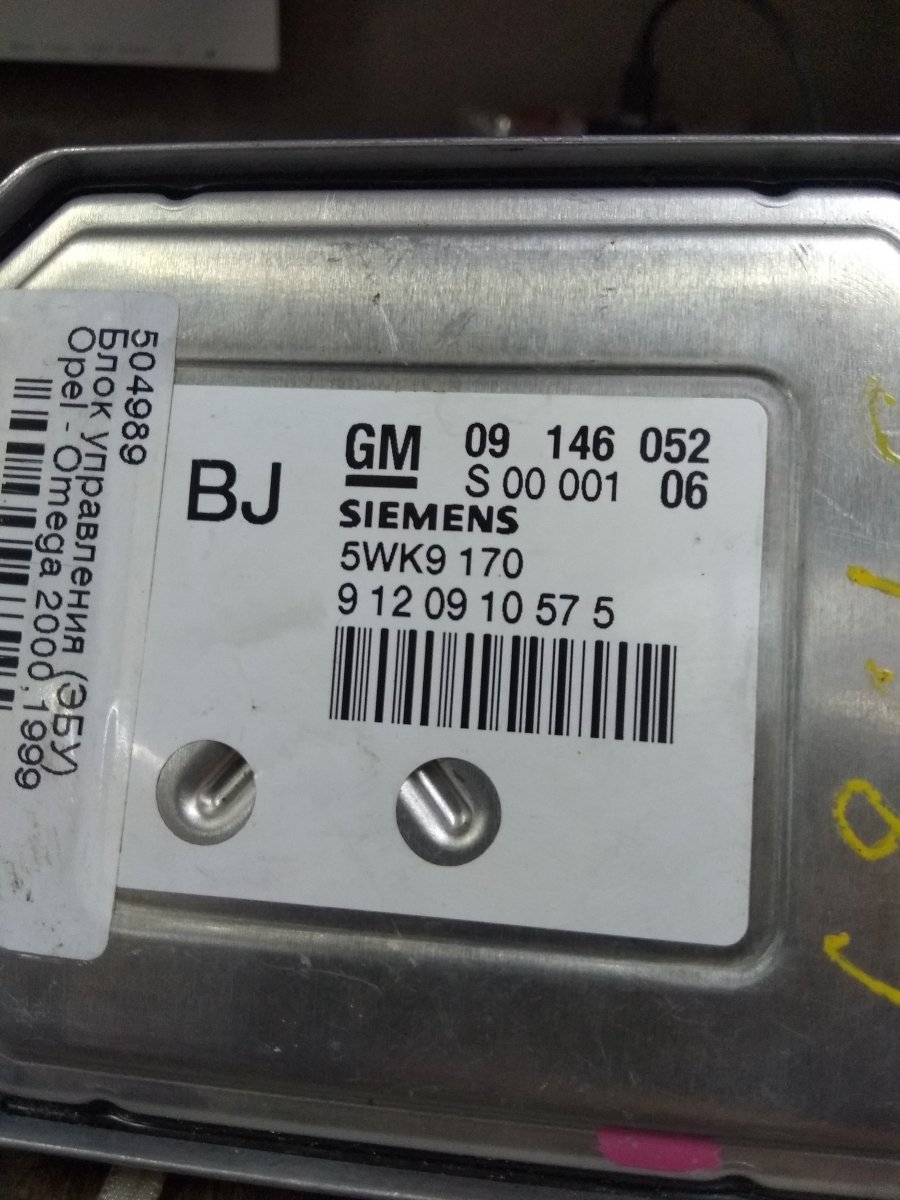 504989
Блок управления (ЭБУ)
Opel - Omega 2000, 1999
BJ
GM 09 146 052
S 00 001 06
SIEMENS
5WK9 170
9 12 09 10 57 5